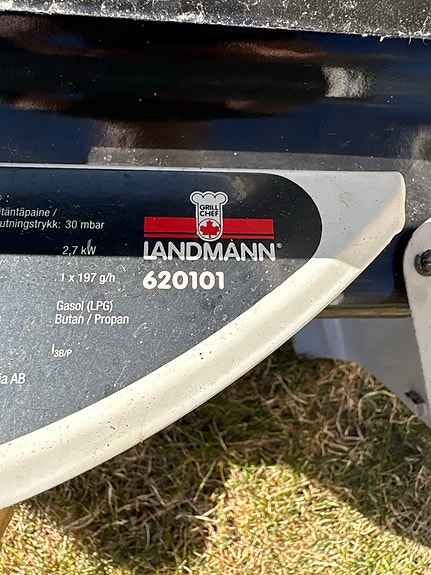 :
itäntäpaine /
utningstrykk: 30 mbar
2,7 kW
1 x 197 g/h
Gasol (LPG)
Butan / Propan
I3B/P
ia AB
GRILL
CHEF
LANDMANN®
620101